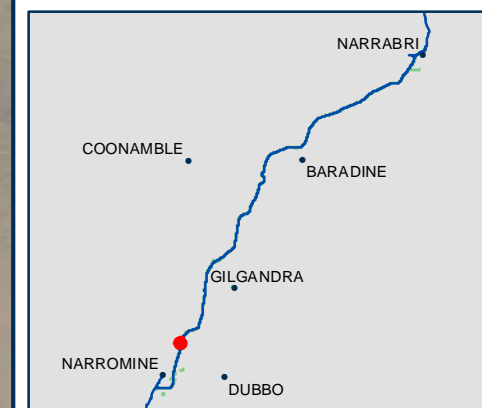 NARRABRI
COONAMBLE
BARADINE
GILGANDRA
NARROMINE
DUBBO